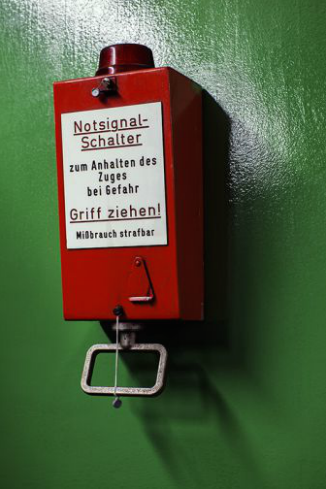 Notsignal-
Schalter
zum Anhalten des
Zuges
bei Gefahr
Griff ziehen!
Mißbrauch strafbar